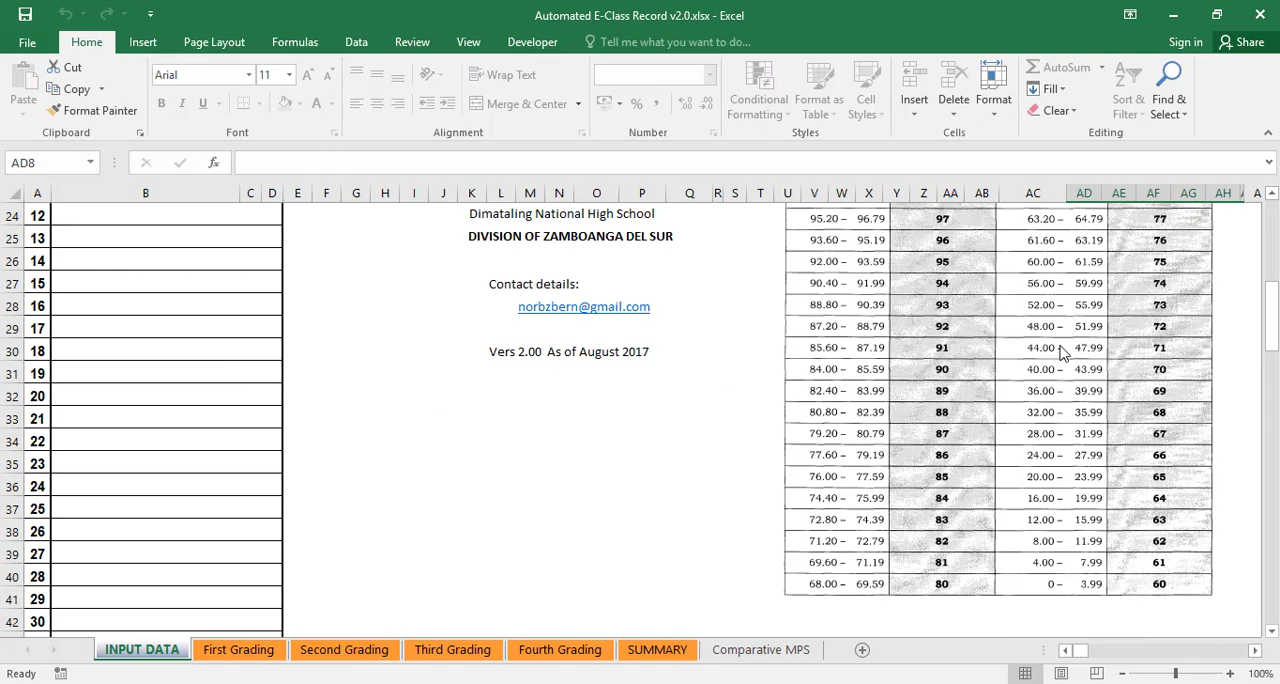 Automated E-Class Record v2.0.xlsx - Excel
File Home Insert Page Layout Formulas Data Review View Developer Tell me what you want to do... Sign in Share
Paste Cut Copy Format Painter Clipboard
Arial 11 B I U A A A Font
Wrap Text Merge & Center Alignment
% , Number
Conditional Formatting Format as Table Cell Styles Styles
Insert Delete Format Cells
AutoSum Fill Clear Sort & Filter Find & Select Editing
AD8 fx
A B C D E F G H I J K L M N O P Q R S T U V W X Y Z AA AB AC AD AE AF AG AH A
24 12 Dimataling National High School 95.20 – 96.79 97 63.20 – 64.79 77
25 13 DIVISION OF ZAMBOANGA DEL SUR 93.60 – 95.19 96 61.60 – 63.19 76
26 14 92.00 – 93.59 95 60.00 – 61.59 75
27 15 Contact details: 90.40 – 91.99 94 56.00 – 59.99 74
28 16 norbzbern@gmail.com 88.80 – 90.39 93 52.00 – 55.99 73
29 17 87.20 – 88.79 92 48.00 – 51.99 72
30 18 Vers 2.00 As of August 2017 85.60 – 87.19 91 44.00 – 47.99 71
31 19 84.00 – 85.59 90 40.00 – 43.99 70
32 20 82.40 – 83.99 89 36.00 – 39.99 69
33 21 80.80 – 82.39 88 32.00 – 35.99 68
34 22 79.20 – 80.79 87 28.00 – 31.99 67
35 23 77.60 – 79.19 86 24.00 – 27.99 66
36 24 76.00 – 77.59 85 20.00 – 23.99 65
37 25 74.40 – 75.99 84 16.00 – 19.99 64
38 26 72.80 – 74.39 83 12.00 – 15.99 63
39 27 71.20 – 72.79 82 8.00 – 11.99 62
40 28 69.60 – 71.19 81 4.00 – 7.99 61
41 29 68.00 – 69.59 80 0 – 3.99 60
42 30
INPUT DATA First Grading Second Grading Third Grading Fourth Grading SUMMARY Comparative MPS
Ready 100%